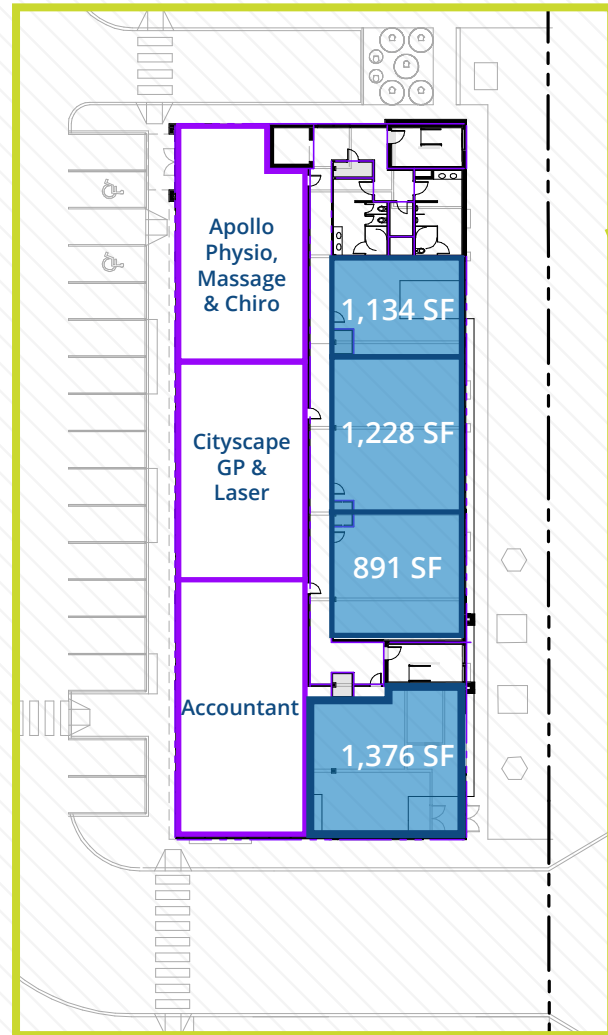 Apollo
Physio,
Massage
& Chiro
1,134 SF
Cityscape
GP &
Laser
1,228 SF
891 SF
Accountant
1,376 SF